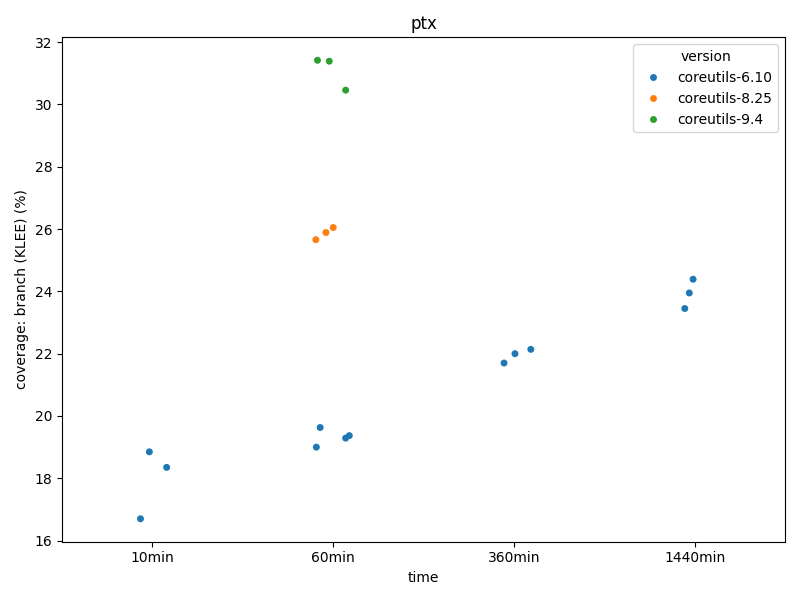 ptx
coverage: branch (KLEE) (%)
32
30
28
26
24
22
20
18
16
version
coreutils-6.10
coreutils-8.25
coreutils-9.4
10min
60min
360min
1440min
time